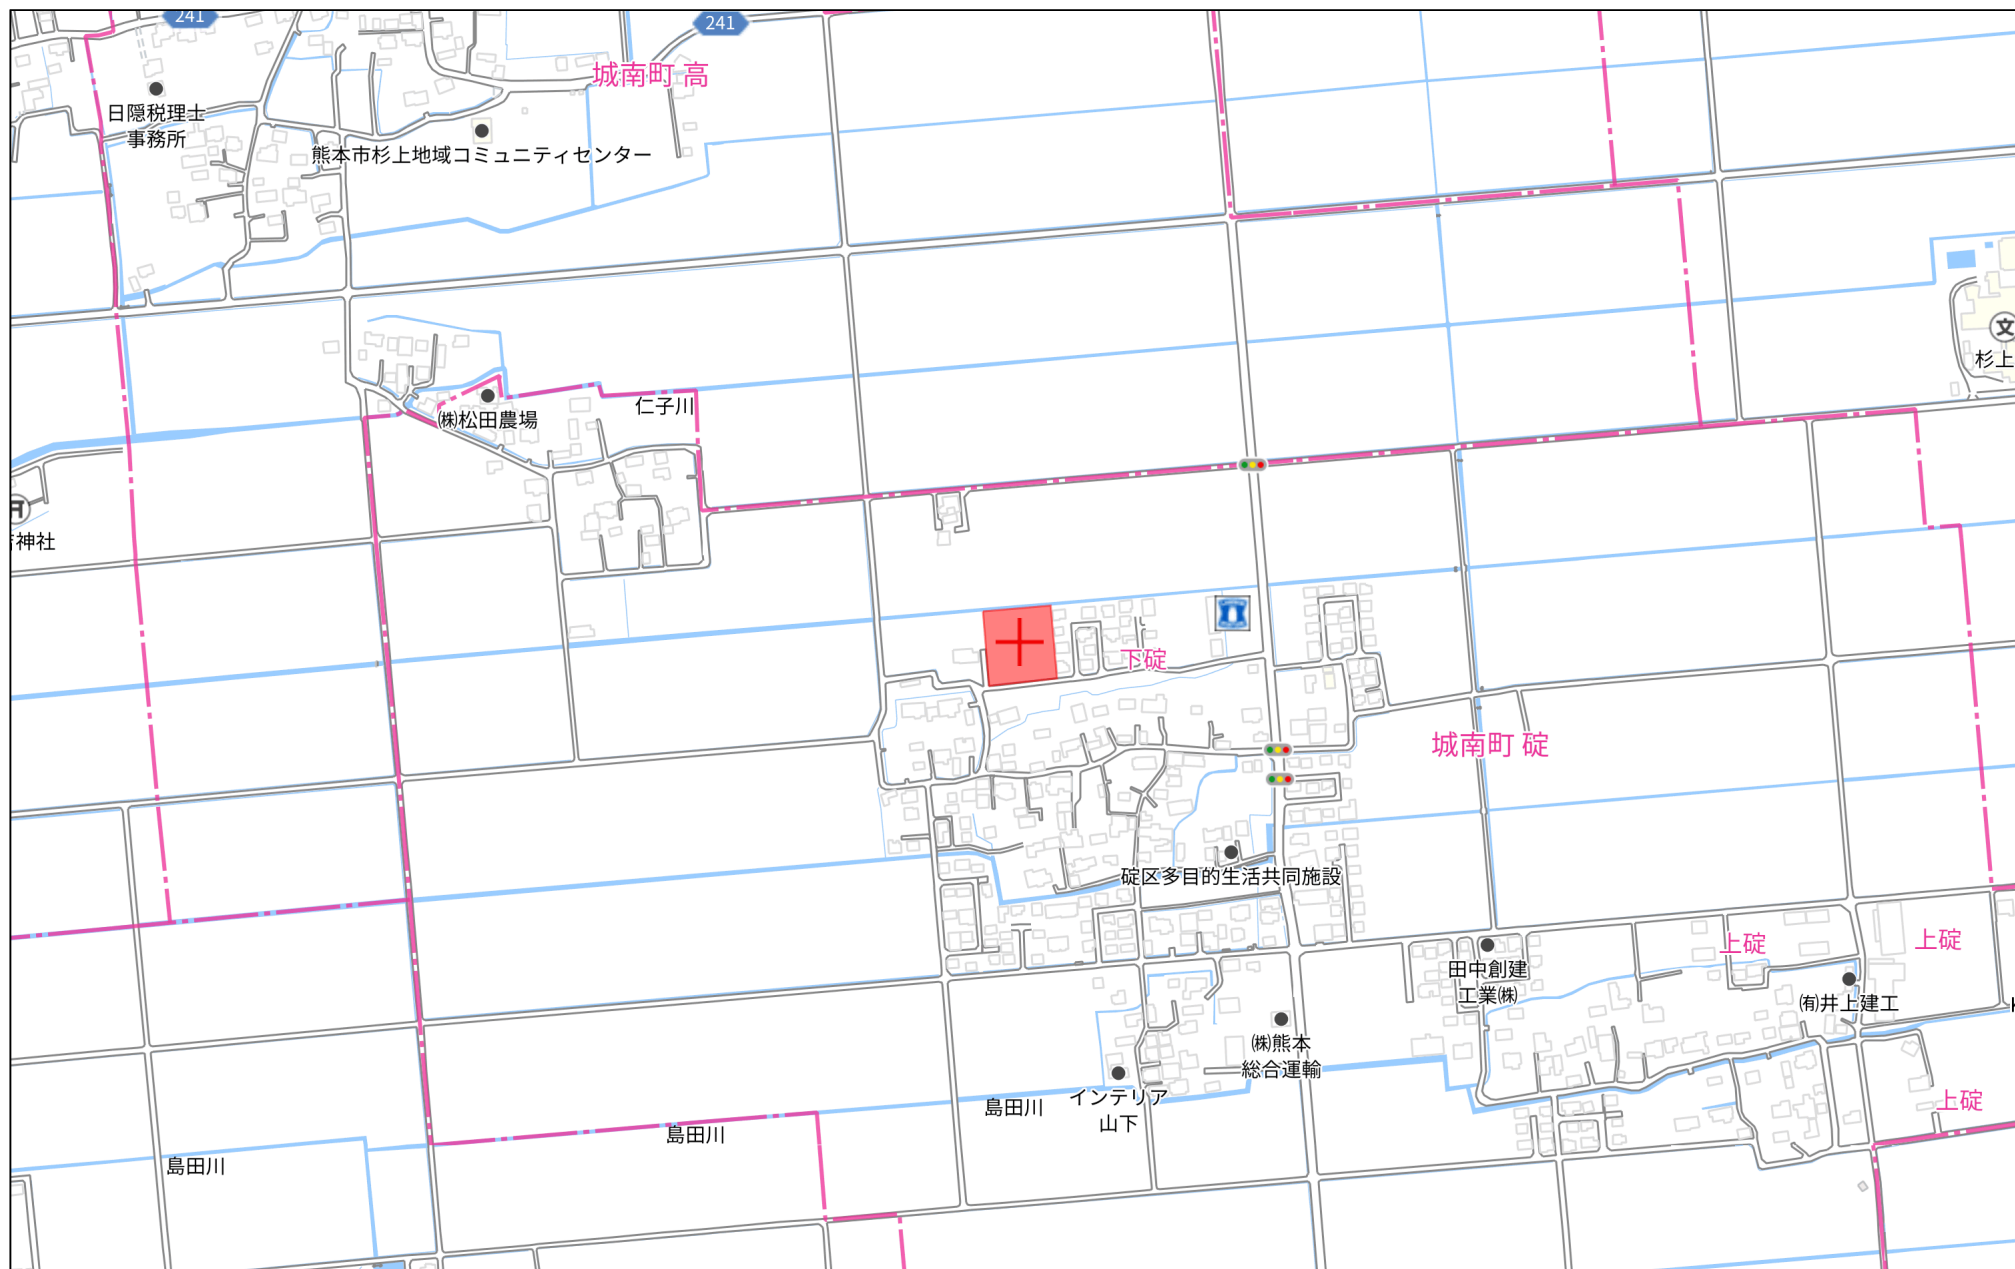 241
241
城南町 高
日隠税理士
事務所
熊本市杉上地域コミュニティセンター
文
杉上
㈱松田農場
仁子川
神社
下碇
城南町 碇
碇区多目的生活共同施設
上碇
上碇
田中創建
工業㈱
㈲井上建工
㈱熊本
総合運輸
インテリア
山下
島田川
島田川
島田川
上碇